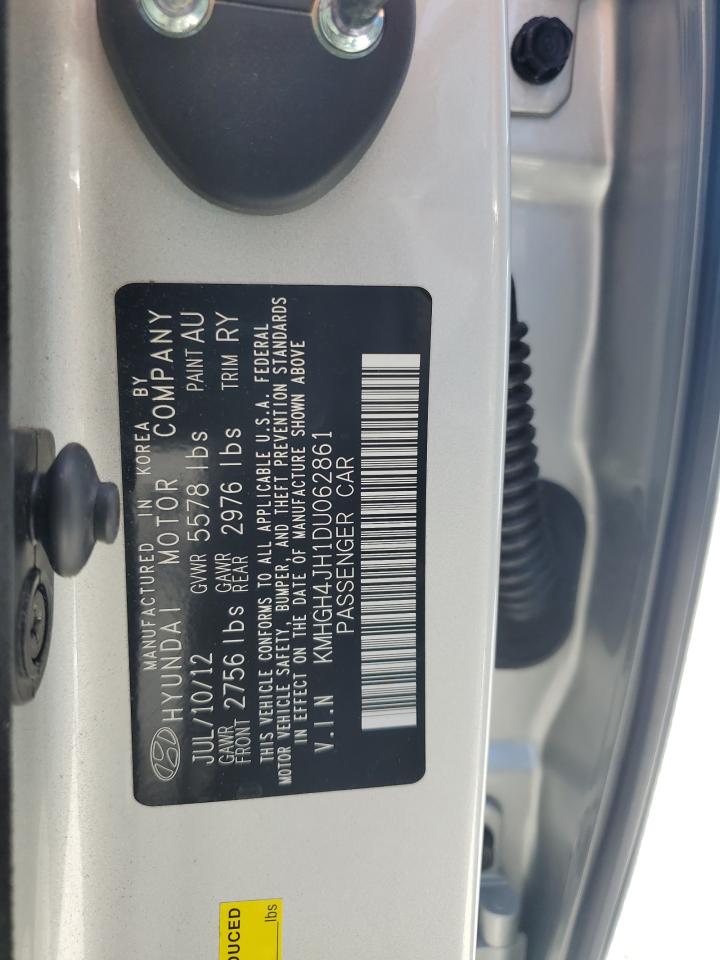 MANUFACTURED IN KOREA BY
HYUNDAI MOTOR COMPANY
JUL/10/12 GVWR 5578 lbs PAINT AU
GAWR FRONT 2756 lbs GAWR REAR 2976 lbs TRIM RY
THIS VEHICLE CONFORMS TO ALL APPLICABLE U.S.A. FEDERAL
MOTOR VEHICLE SAFETY, BUMPER, AND THEFT PREVENTION STANDARDS
IN EFFECT ON THE DATE OF MANUFACTURE SHOWN ABOVE
V.I.N KMHGH4JH1DU062861
PASSENGER CAR
DUCED
lbs